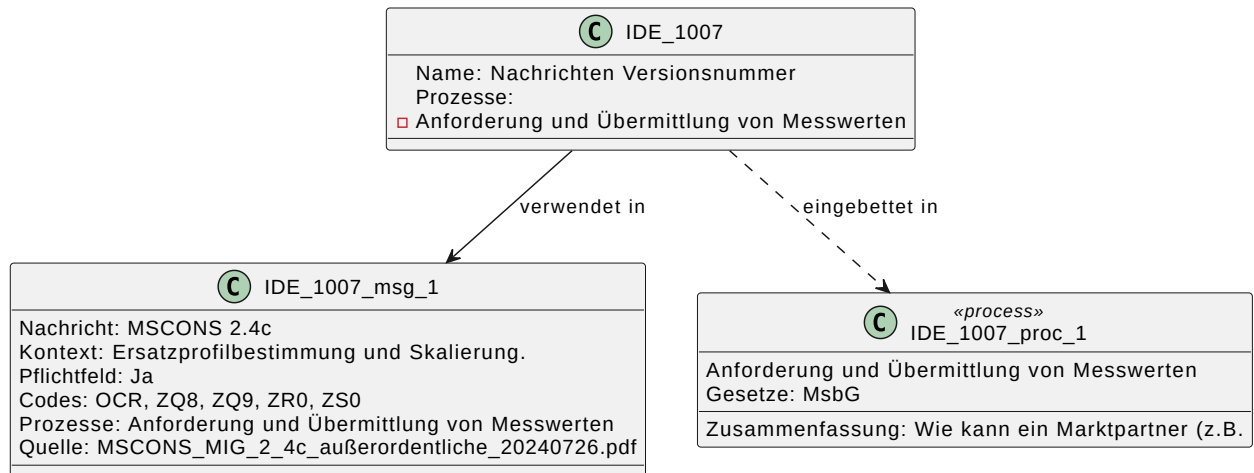 C IDE_1007
Name: Nachrichten Versionsnummer
Prozesse:
Anforderung und Übermittlung von Messwerten
verwendet in
eingebettet in
C IDE_1007_msg_1
Nachricht: MSCONS 2.4c
Kontext: Ersatzprofilbestimmung und Skalierung.
Pflichtfeld: Ja
Codes: OCR, ZQ8, ZQ9, ZR0, ZS0
Prozesse: Anforderung und Übermittlung von Messwerten
Quelle: MSCONS_MIG_2_4c_außerordentliche_20240726.pdf
«process»
C IDE_1007_proc_1
Anforderung und Übermittlung von Messwerten
Gesetze: MsbG
Zusammenfassung: Wie kann ein Marktpartner (z.B.